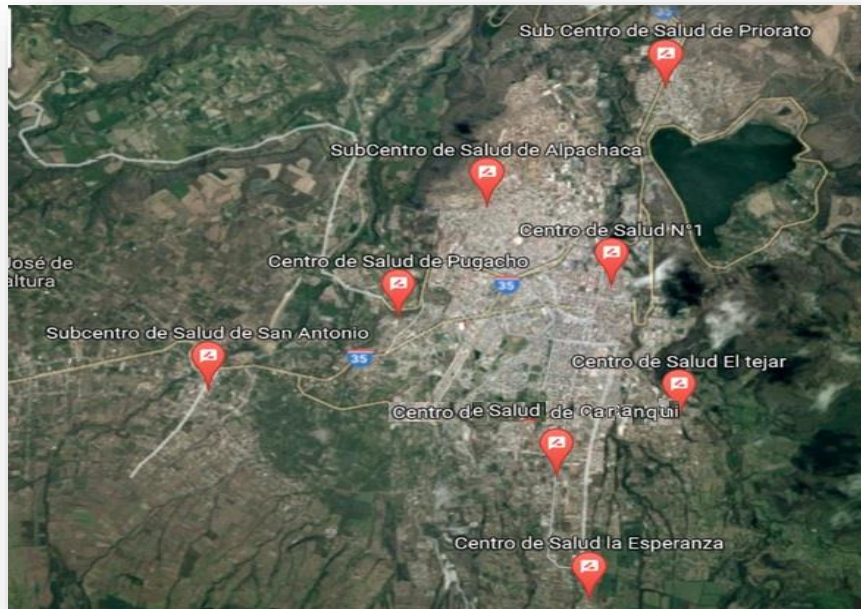 35
Sub Centro de Salud de Priorato
SubCentro de Salud de Alpachaca
Centro de Salud N°1
José de
altura
Centro de Salud de Pugacho
35
Subcentro de Salud de San Antonio
35
Centro de Salud El tejar
Centro de Salud de Caranqui
Centro de Salud la Esperanza